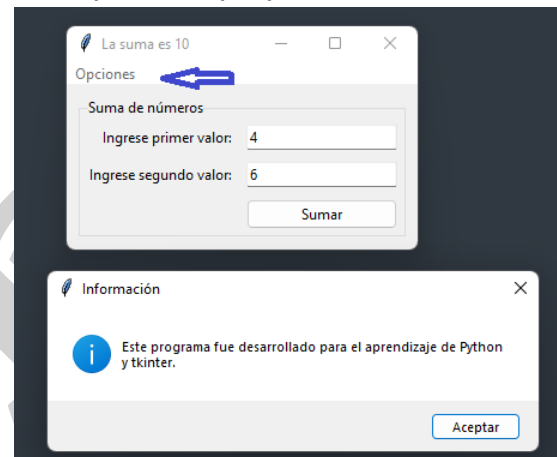 La suma es 10
Opciones
Suma de números
Ingrese primer valor: 4
Ingrese segundo valor: 6
Sumar
Información
Este programa fue desarrollado para el aprendizaje de Python
y tkinter.
Aceptar